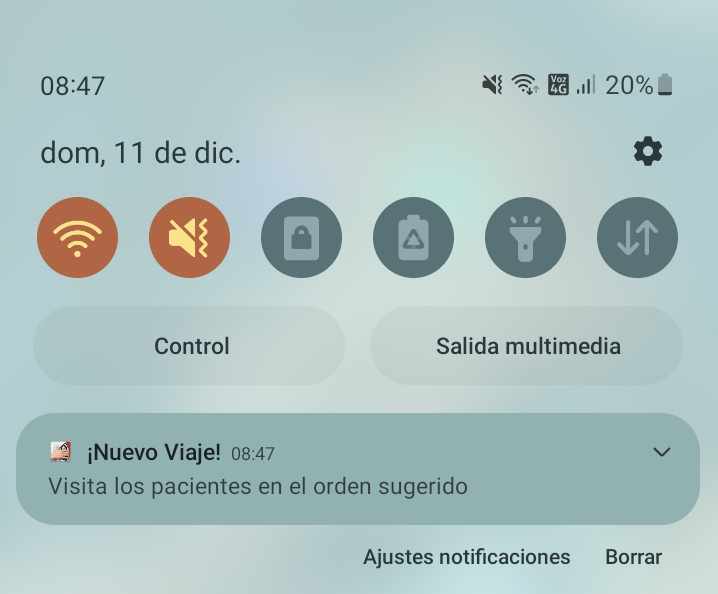 08:47 Voz 4G 20%
dom, 11 de dic.
Control Salida multimedia
¡Nuevo Viaje! 08:47
Visita los pacientes en el orden sugerido
Ajustes notificaciones Borrar